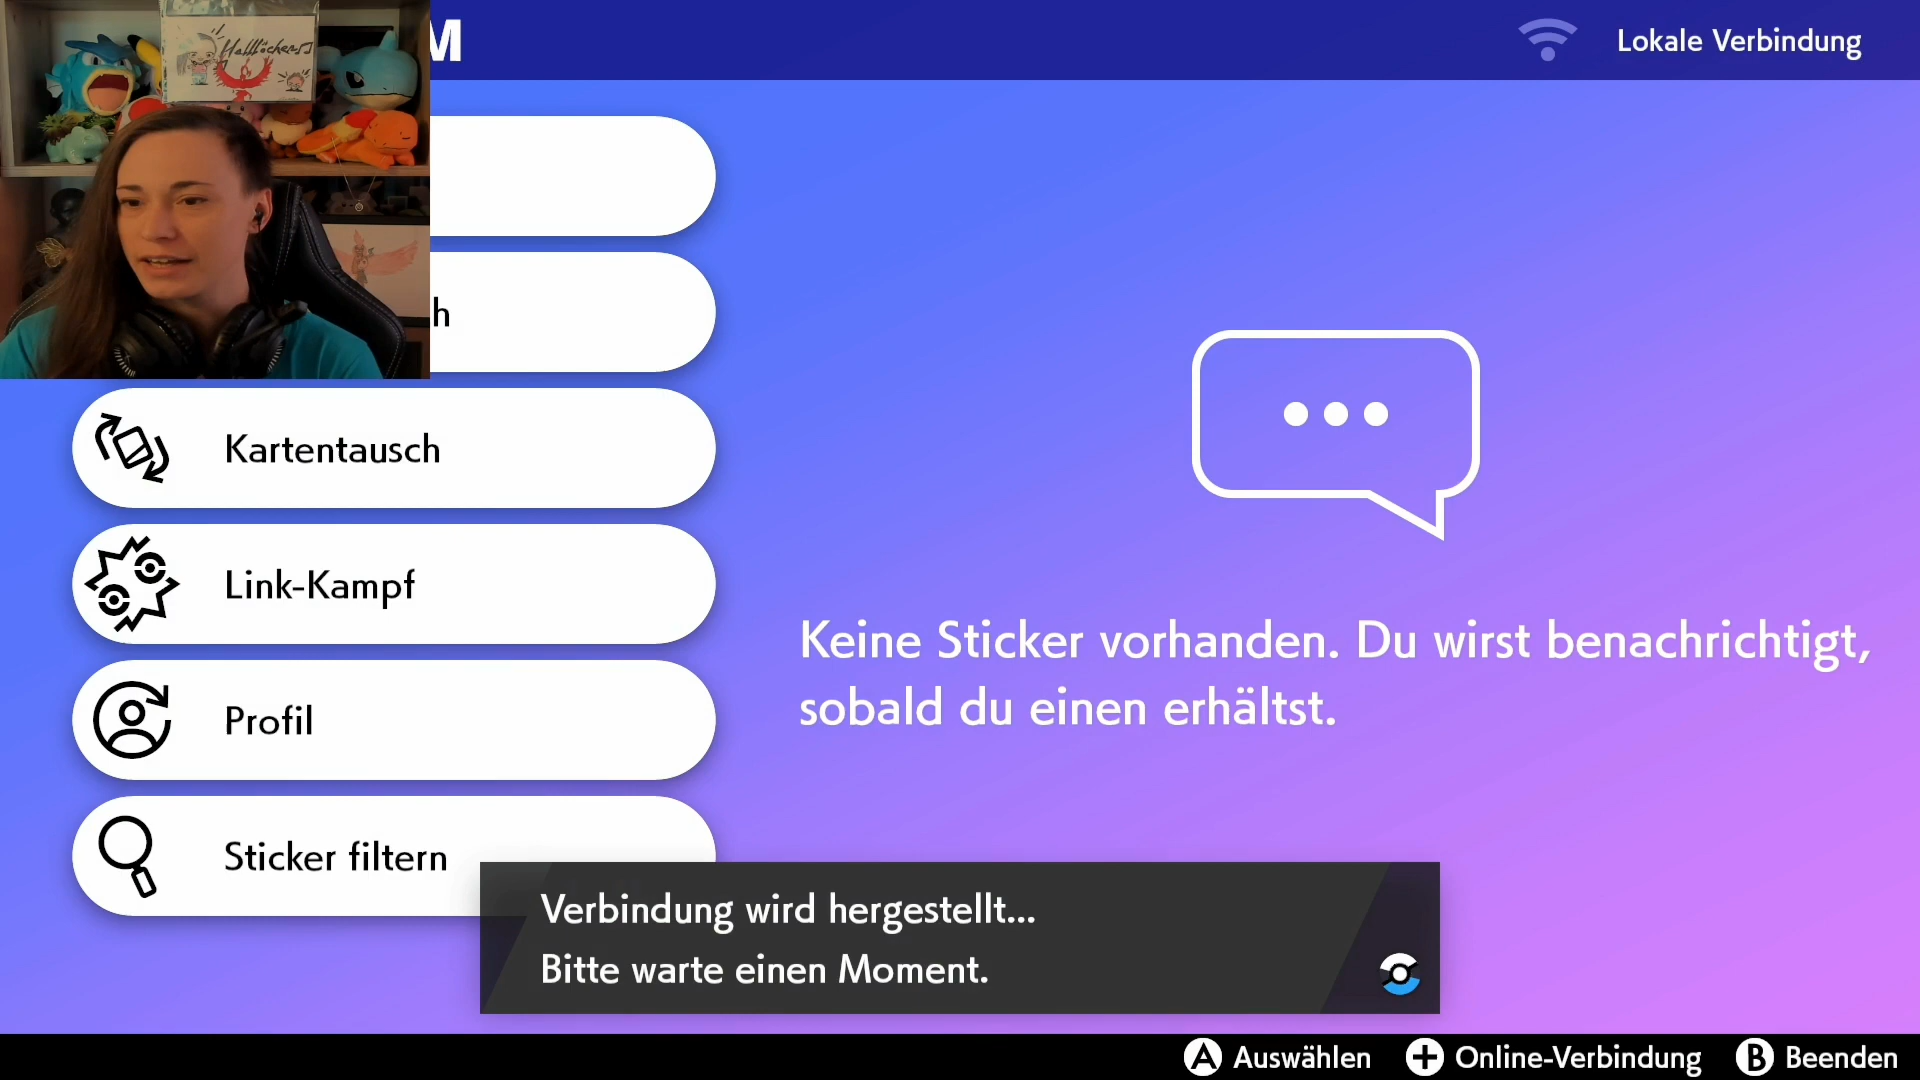 Hallöchen
M
Lokale Verbindung
h
Kartentausch
Link-Kampf
Profil
Sticker filtern
Keine Sticker vorhanden. Du wirst benachrichtigt,
sobald du einen erhältst.
Verbindung wird hergestellt...
Bitte warte einen Moment.
A Auswählen + Online-Verbindung B Beenden